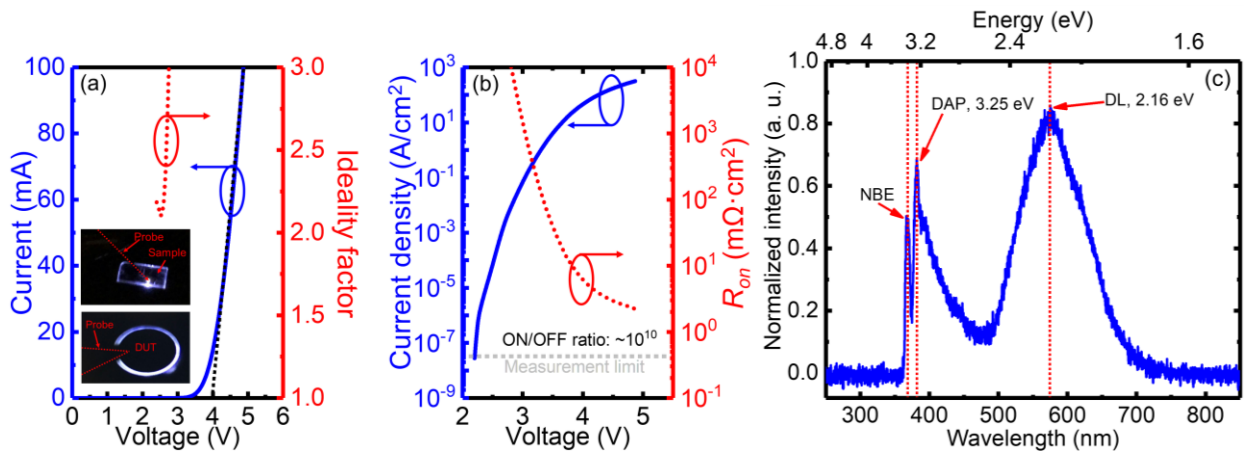 (a)
100
80
60
40
20
0
Current (mA)
3.0
2.5
2.0
1.5
1.0
Ideality factor
Probe
Sample
Probe
DUT
0 1 2 3 4 5 6
Voltage (V)
(b)
10³
10¹
10⁻¹
10⁻³
10⁻⁵
10⁻⁷
10⁻⁹
Current density (A/cm²)
10⁴
10³
10²
10¹
10⁰
10⁻¹
Ron (mΩ·cm²)
ON/OFF ratio: ~10¹⁰
Measurement limit
2 3 4 5
Voltage (V)
Energy (eV)
4.8 4 3.2 2.4 1.6
(c)
1.0
0.8
0.6
0.4
0.2
0.0
Normalized intensity (a. u.)
DAP, 3.25 eV
DL, 2.16 eV
NBE
300 400 500 600 700 800
Wavelength (nm)